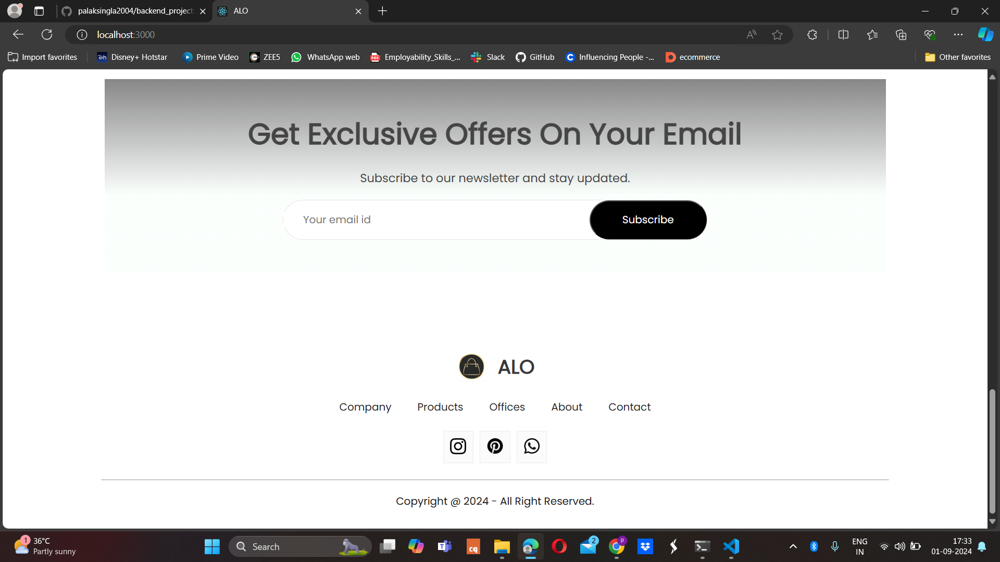 palaksingla2004/backend_project
ALO
localhost:3000
Import favorites
Disney+ Hotstar
Prime Video
ZEE5
WhatsApp web
Employability_Skills_...
Slack
GitHub
Influencing People -...
ecommerce
Other favorites
Get Exclusive Offers On Your Email
Subscribe to our newsletter and stay updated.
Your email id
Subscribe
ALO
Company
Products
Offices
About
Contact
Copyright @ 2024 - All Right Reserved.
1
36°C
Partly sunny
Search
cq
2
p
ENG
IN
17:33
01-09-2024